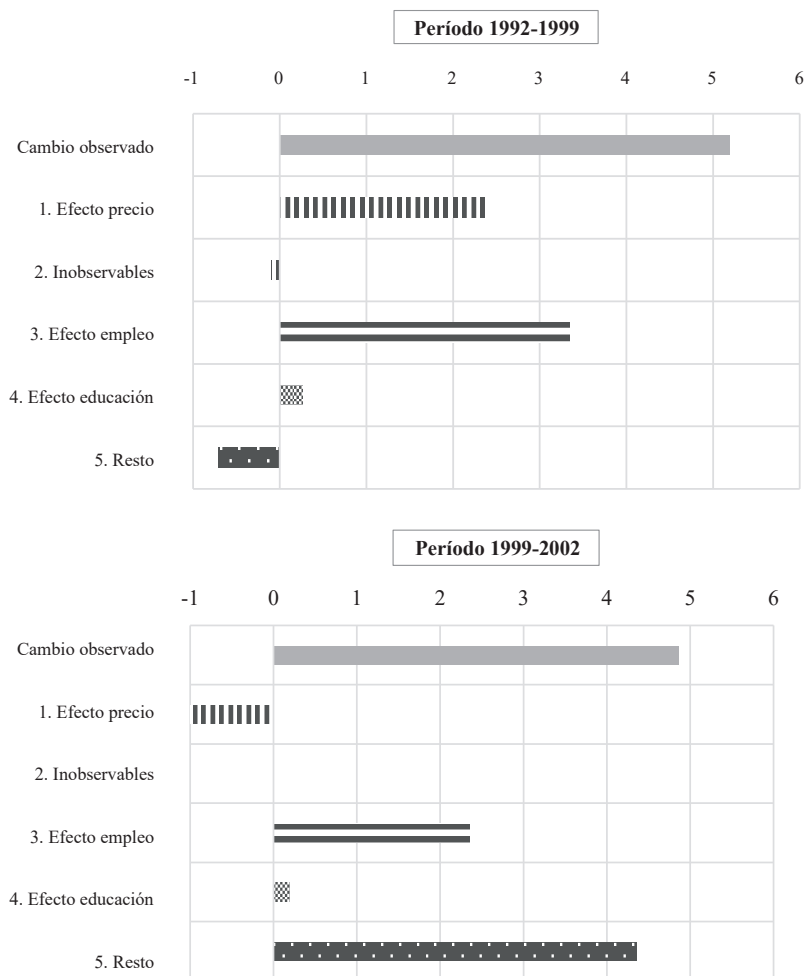 Período 1992-1999
-1 0 1 2 3 4 5 6
Cambio observado
1. Efecto precio
2. Inobservables
3. Efecto empleo
4. Efecto educación
5. Resto
Período 1999-2002
-1 0 1 2 3 4 5 6
Cambio observado
1. Efecto precio
2. Inobservables
3. Efecto empleo
4. Efecto educación
5. Resto